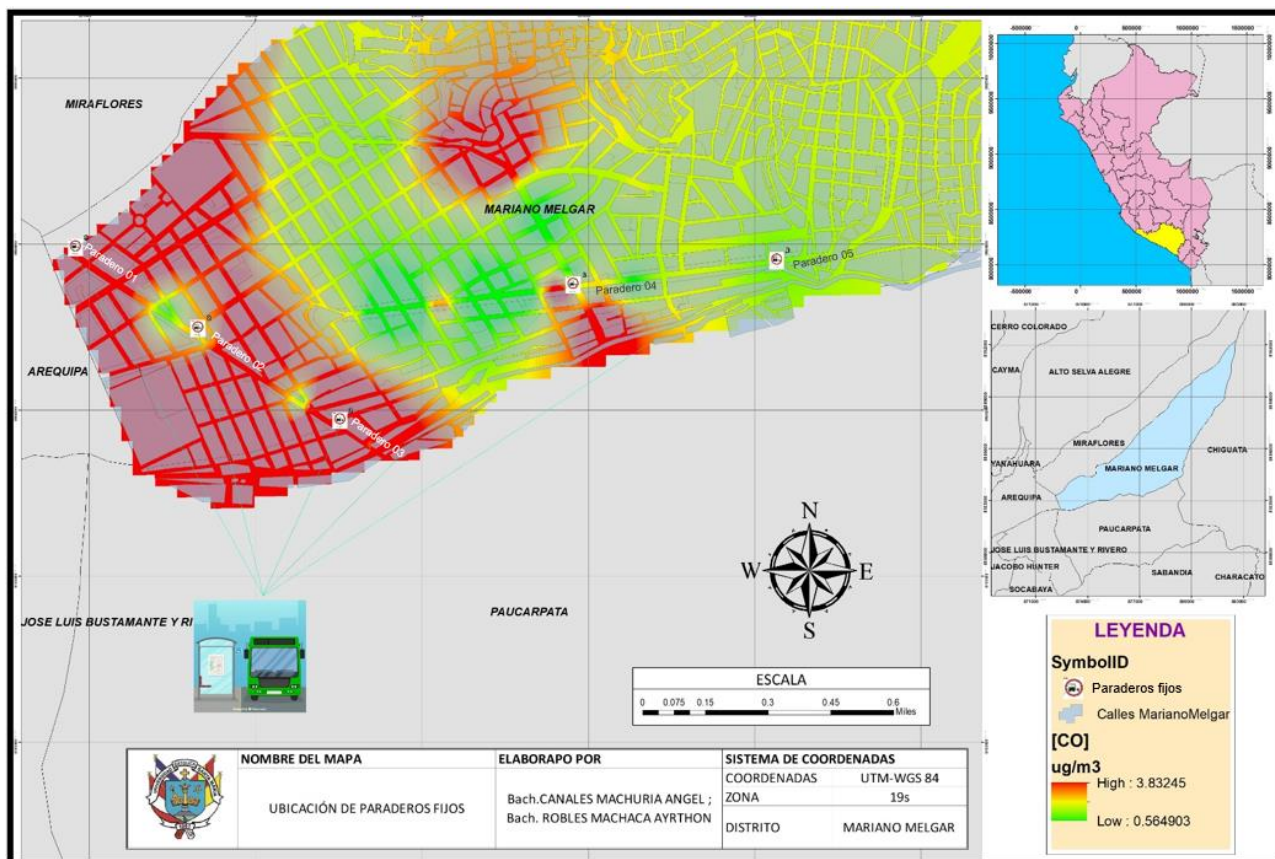 MIRAFLORES
MARIANO MELGAR
Paradero 01
Paradero 05
Paradero 04
Paradero 02
AREQUIPA
Paradero 03
PAUCARPATA
JOSE LUIS BUSTAMANTE Y RI
N
W E
S
ESCALA
0 0.075 0.15 0.3 0.45 0.6
Miles
NOMBRE DEL MAPA
UBICACIÓN DE PARADEROS FIJOS
ELABORAPO POR
Bach.CANALES MACHURIA ANGEL ;
Bach. ROBLES MACHACA AYRTHON
SISTEMA DE COORDENADAS
COORDENADAS UTM-WGS 84
ZONA 19s
DISTRITO MARIANO MELGAR
-5000000 0 5000000 10000000 15000000
CERRO COLORADO
CAYMA
ALTO SELVA ALEGRE
MIRAFLORES
CHIGUATA
YANAHUARA
MARIANO MELGAR
AREQUIPA
PAUCARPATA
JOSE LUIS BUSTAMANTE Y RIVERO
JACOBO HUNTER
SABANDIA
CHARACATO
SOCABAYA
LEYENDA
SymbolID
Paraderos fijos
Calles MarianoMelgar
[CO]
ug/m3
High : 3.83245
Low : 0.564903